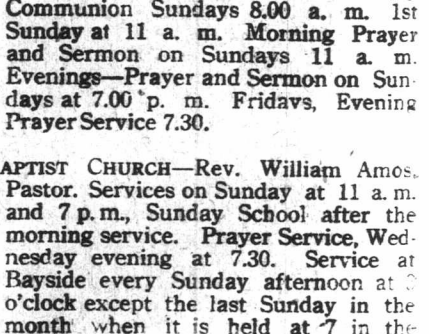 Communion Sundays 8.00 a. m. 1st
Sunday at 11 a. m. Morning Prayer
and Sermon on Sundays 11 a. m.
Evenings—Prayer and Sermon on Sun-
days at 7.00 p. m. Fridays, Evening
Prayer Service 7.30.
APTIST CHURCH—Rev. William Amos,
Pastor. Services on Sunday at 11 a. m.
and 7 p. m., Sunday School after the
morning service. Prayer Service, Wed-
nesday evening at 7.30. Service at
Bayside every Sunday afternoon at
o'clock except the last Sunday in the
month when it is held at 7 in the